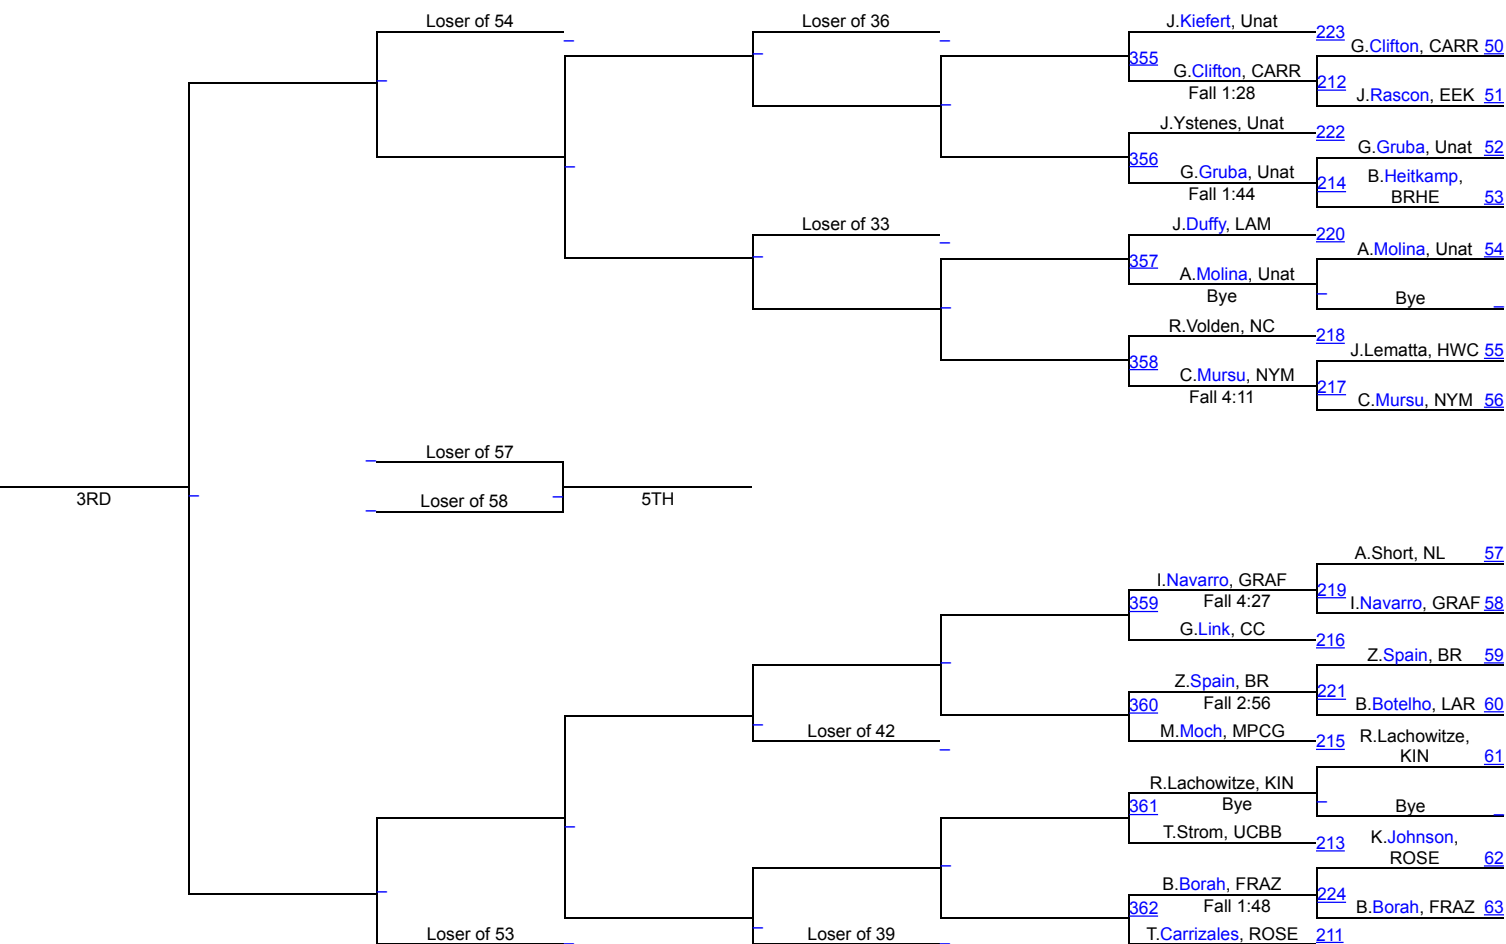 Loser of 54
Loser of 36
J.Kiefert, Unat
223
G.Clifton, CARR 50
355
G.Clifton, CARR
Fall 1:28
212
J.Rascon, EEK 51
J.Ystenes, Unat
222
G.Gruba, Unat 52
356
G.Gruba, Unat
Fall 1:44
214
B.Heitkamp,
BRHE 53
Loser of 33
J.Duffy, LAM
220
A.Molina, Unat 54
357
A.Molina, Unat
Bye
Bye
R.Volden, NC
218
J.Lematta, HWC 55
358
C.Mursu, NYM
Fall 4:11
217
C.Mursu, NYM 56
Loser of 57
3RD
Loser of 58
5TH
A.Short, NL 57
I.Navarro, GRAF
219
359
Fall 4:27
I.Navarro, GRAF 58
G.Link, CC
216
Z.Spain, BR 59
Z.Spain, BR
221
360
Fall 2:56
B.Botelho, LAR 60
Loser of 42
M.Moch, MPCG
215
R.Lachowitze,
KIN 61
R.Lachowitze, KIN
361
Bye
Bye
T.Strom, UCBB
213
K.Johnson,
ROSE 62
B.Borah, FRAZ
224
362
Fall 1:48
B.Borah, FRAZ 63
Loser of 53
Loser of 39
T.Carrizales, ROSE
211